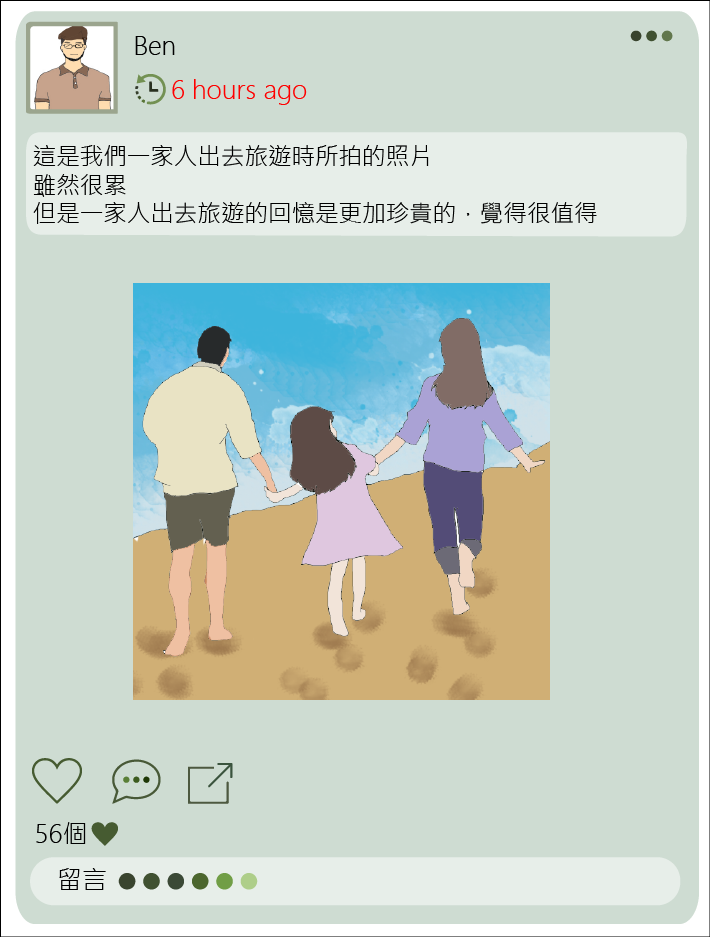 Ben
6 hours ago
這是我們一家人出去旅遊時所拍的照片
雖然很累
但是一家人出去旅遊的回憶是更加珍貴的，覺得很值得
56個
留言